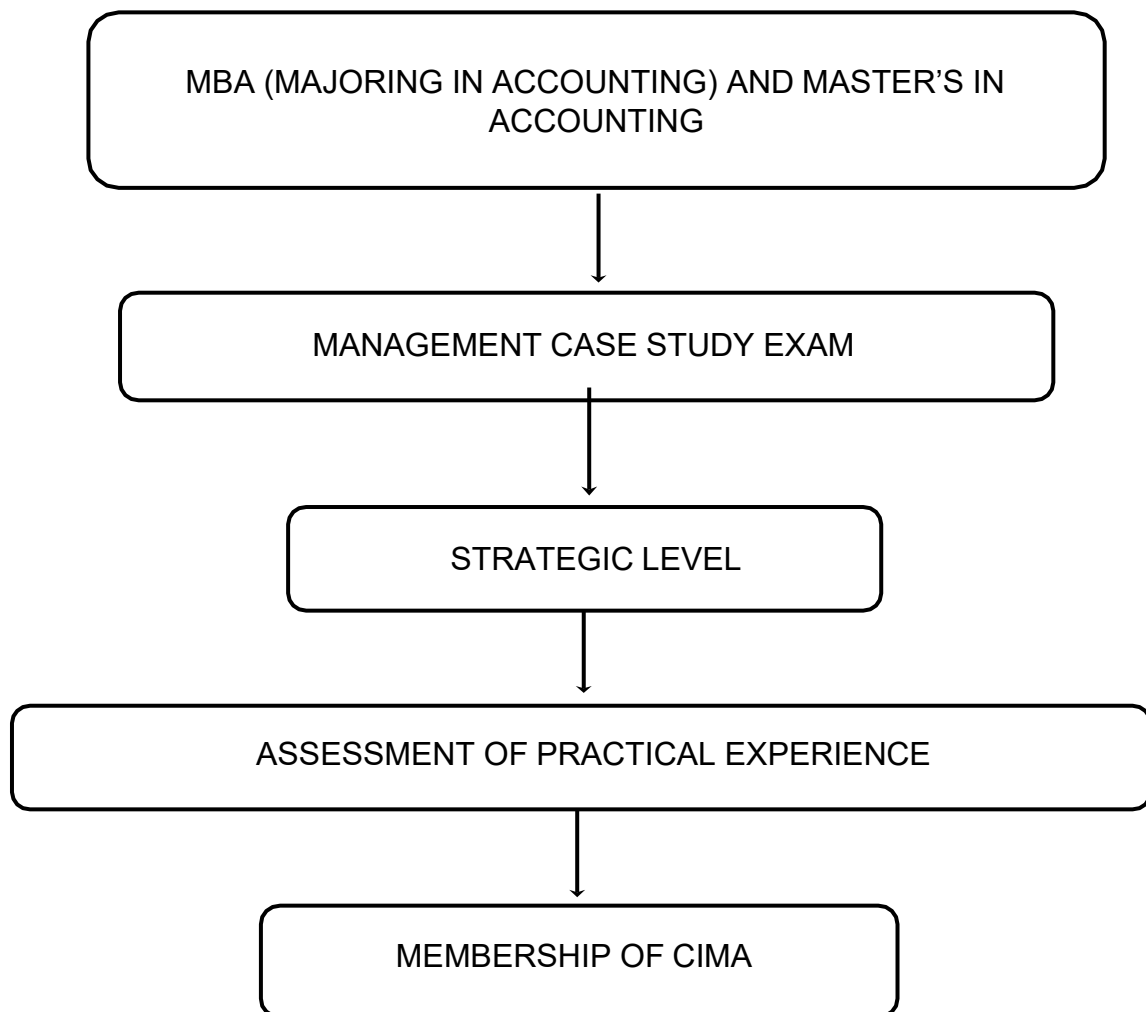 MBA (MAJORING IN ACCOUNTING) AND MASTER’S IN
ACCOUNTING
MANAGEMENT CASE STUDY EXAM
STRATEGIC LEVEL
ASSESSMENT OF PRACTICAL EXPERIENCE
MEMBERSHIP OF CIMA